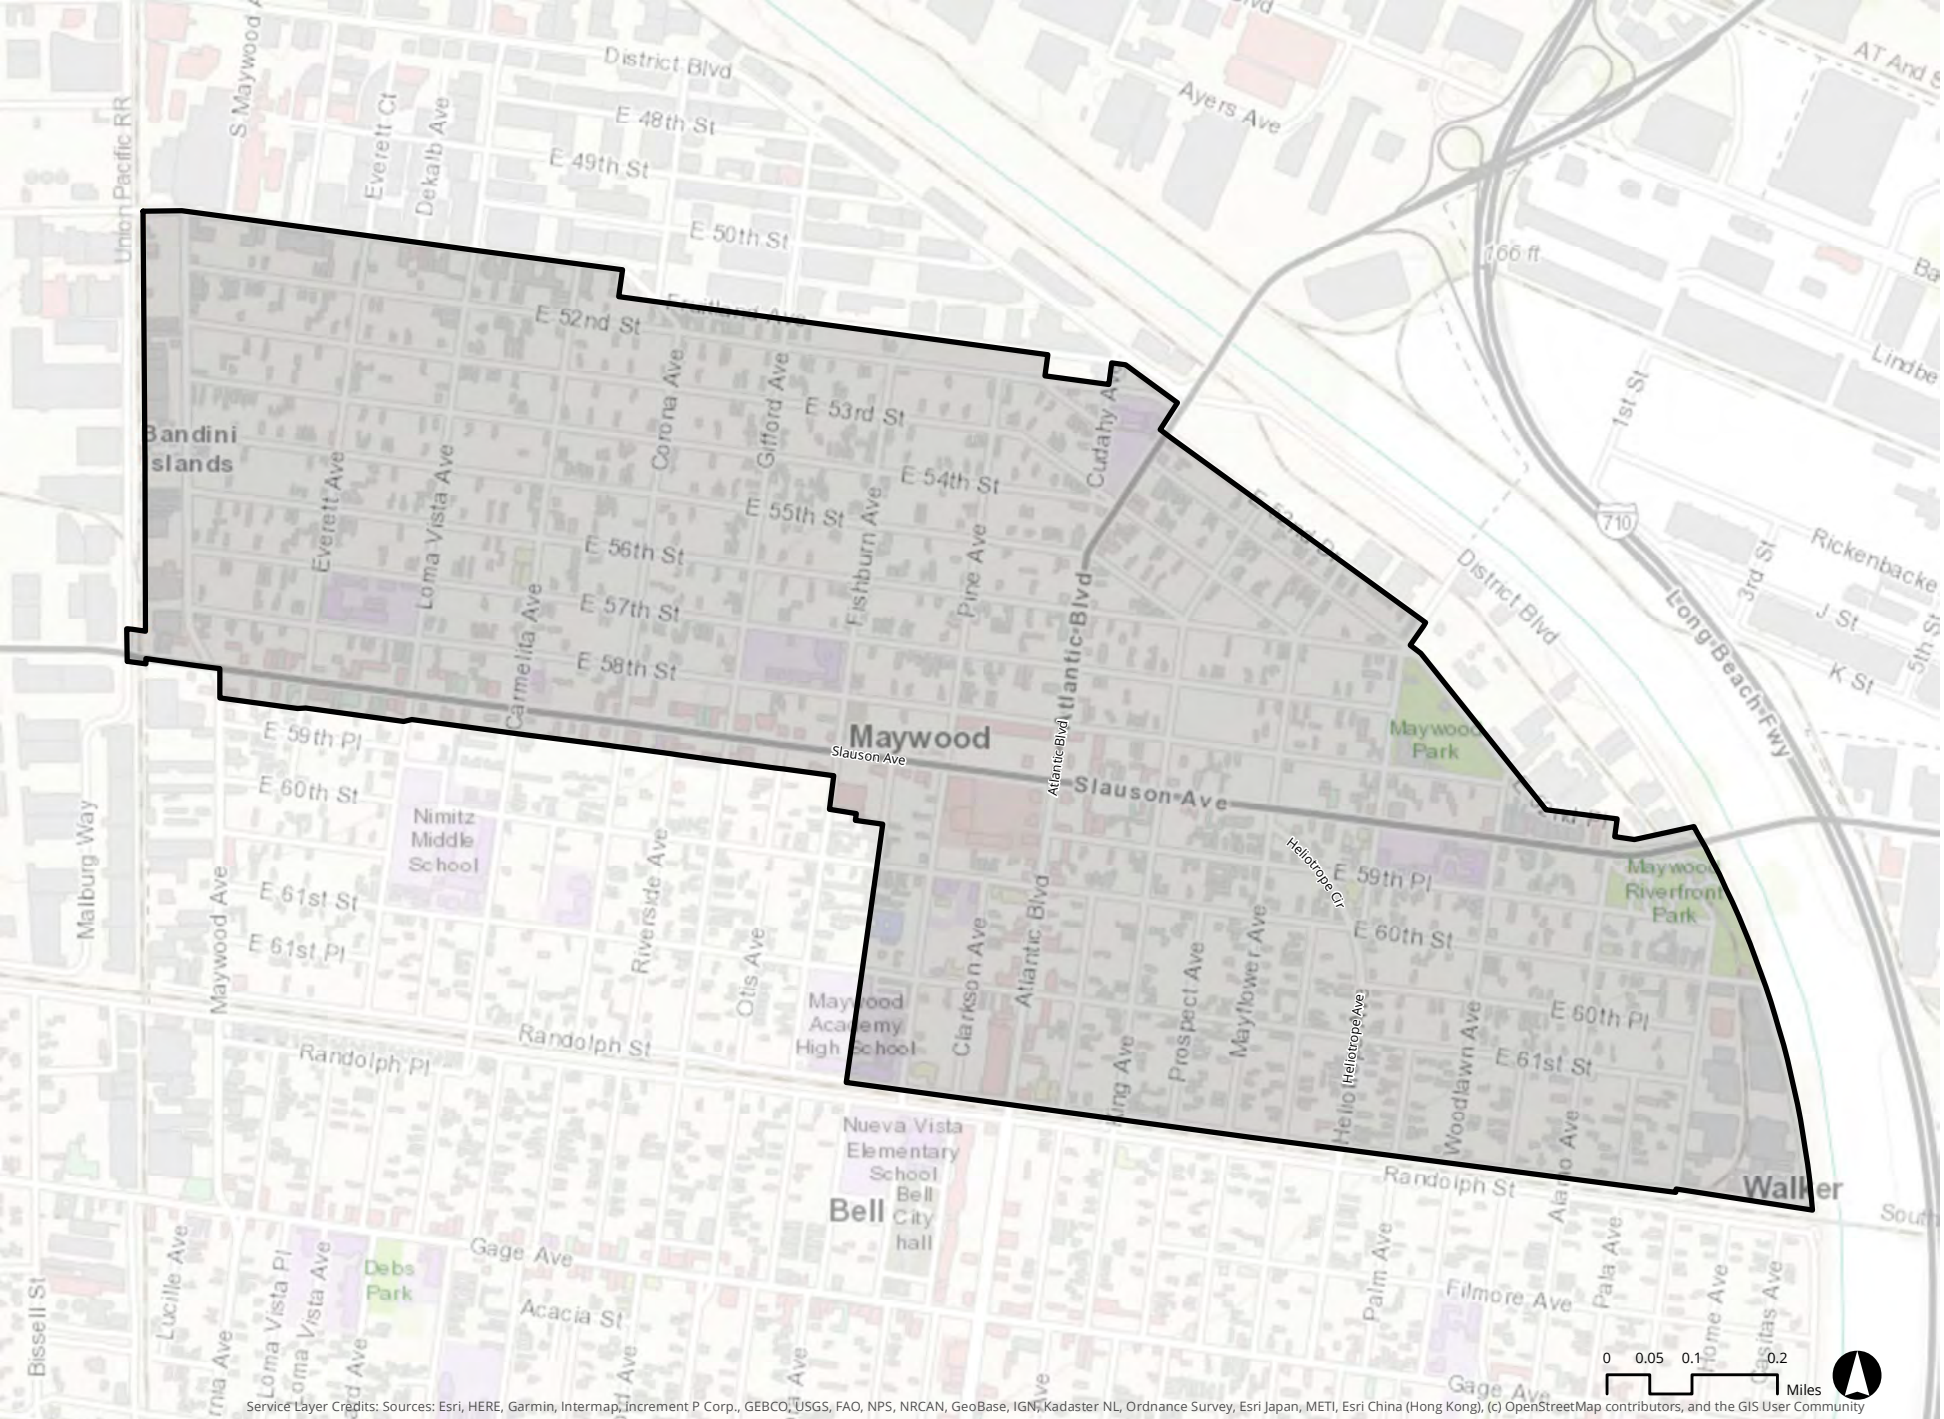 District Blvd
S Maywood
Ayers Ave
AT And S
E 48th St
Union Pacific RR
Everett Ct
Dekalb Ave
E 49th St
E 50th St
166 ft
Fruitland Ave
E 52nd St
Lindbe
1st St
Corona Ave
Gifford Ave
Cudahy Av
E 53rd St
Bandini
Islands
E 54th St
E 55th St
710
Everett Ave
Loma Vista Ave
Fishburn Ave
Pine Ave
E 56th St
Rickenbacke
3rd St
District Blvd
E 57th St
J St
5th St
Carmelita Ave
E 58th St
K St
Long Beach Fwy
Atlantic Blvd
Maywood
Park
E 59th Pl
Maywood
Slauson Ave
Atlantic Blvd
Slauson Ave
E 60th St
Nimitz
Middle
School
Malburg Way
Maywood Ave
Riverside Ave
Heliotrope Cir
E 59th Pl
Maywood
Riverfront
Park
E 61st St
E 60th St
E 61st Pl
Otis Ave
Clarkson Ave
Atlantic Blvd
Prospect Ave
Mayflower Ave
Maywood
Academy
High School
Heliotrope Ave
Woodlawn Ave
E 60th Pl
Randolph St
Randolph Pl
King Ave
Helio
E 61st St
Alamo Ave
Nueva Vista
Elementary
School
Randolph St
Walker
South
Bell
Bell
City
hall
Gage Ave
Debs
Park
Lucille Ave
Loma Vista Pl
Loma Vista Ave
Acacia St
Bissell St
Palm Ave
Filmore Ave
Pala Ave
Home Ave
Casitas Ave
Gage Ave
0 0.05 0.1 0.2
Miles
Service Layer Credits: Sources: Esri, HERE, Garmin, Intermap, increment P Corp., GEBCO, USGS, FAO, NPS, NRCAN, GeoBase, IGN, Kadaster NL, Ordnance Survey, Esri Japan, METI, Esri China (Hong Kong), (c) OpenStreetMap contributors, and the GIS User Community